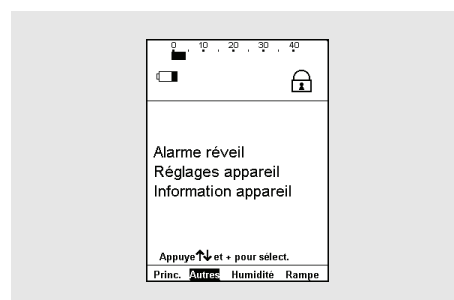 0 10 20 30 40
Alarme réveil
Réglages appareil
Information appareil
Appuye↑↓et + pour sélect.
Princ. Autres Humidité Rampe